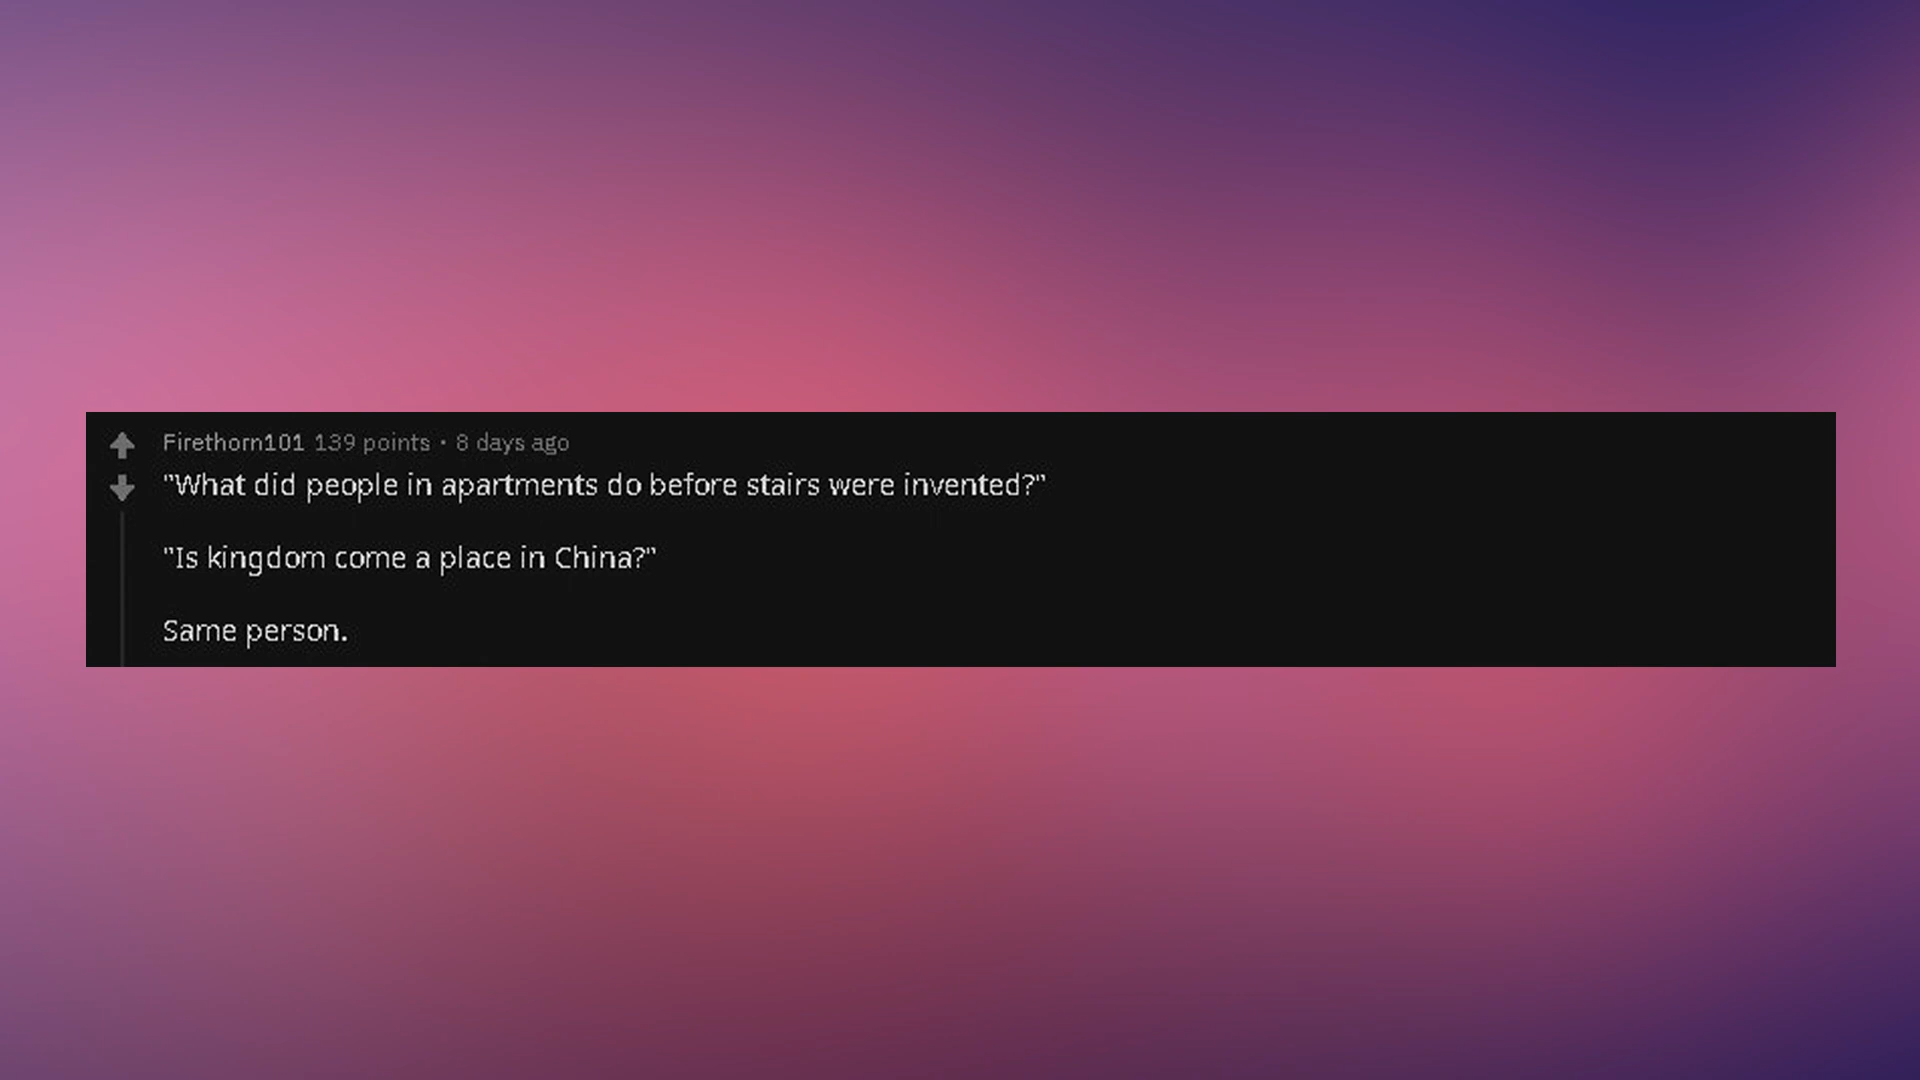 Firethorn101 139 points · 8 days ago
"What did people in apartments do before stairs were invented?"
"Is kingdom come a place in China?"
Same person.